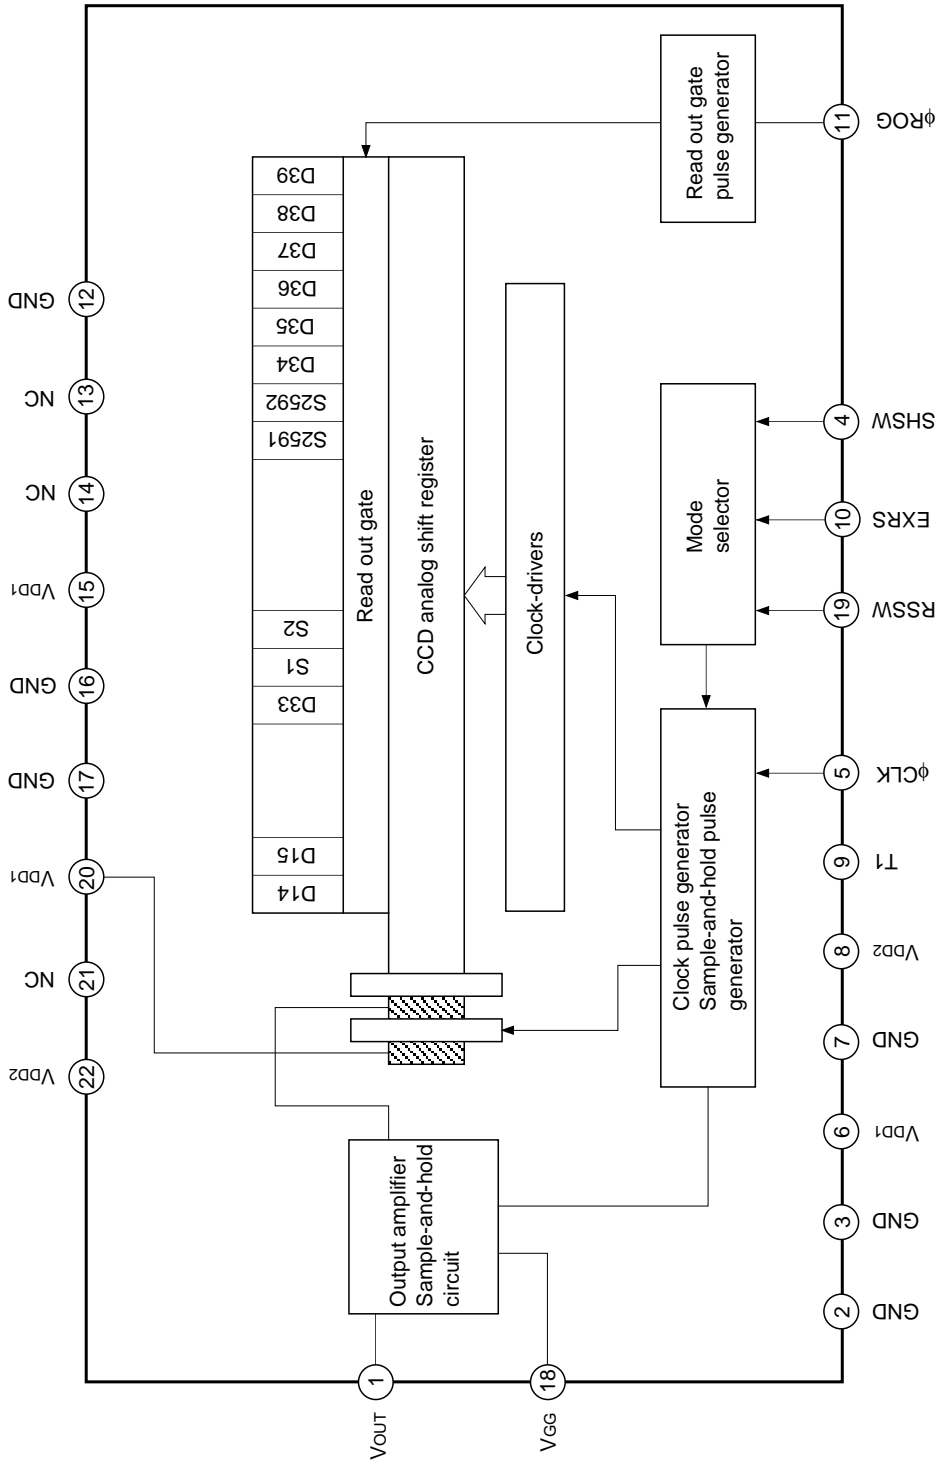 D39
D38
D37
D36
D35
D34
S2592
S2591
S2
S1
D33
D15
D14
Read out gate
CCD analog shift register
Clock-drivers
Read out gate
pulse generator
Mode
selector
Clock pulse generator
Sample-and-hold pulse
generator
Output amplifier
Sample-and-hold
circuit
12 GND
13 NC
14 NC
15 VDD1
16 GND
17 GND
20 VDD1
21 NC
22 VDD2
11 φROG
4 SHSW
10 EXRS
19 RSSW
5 φCLK
9 T1
8 VDD2
7 GND
6 VDD1
3 GND
2 GND
1 VOUT
18 VGG